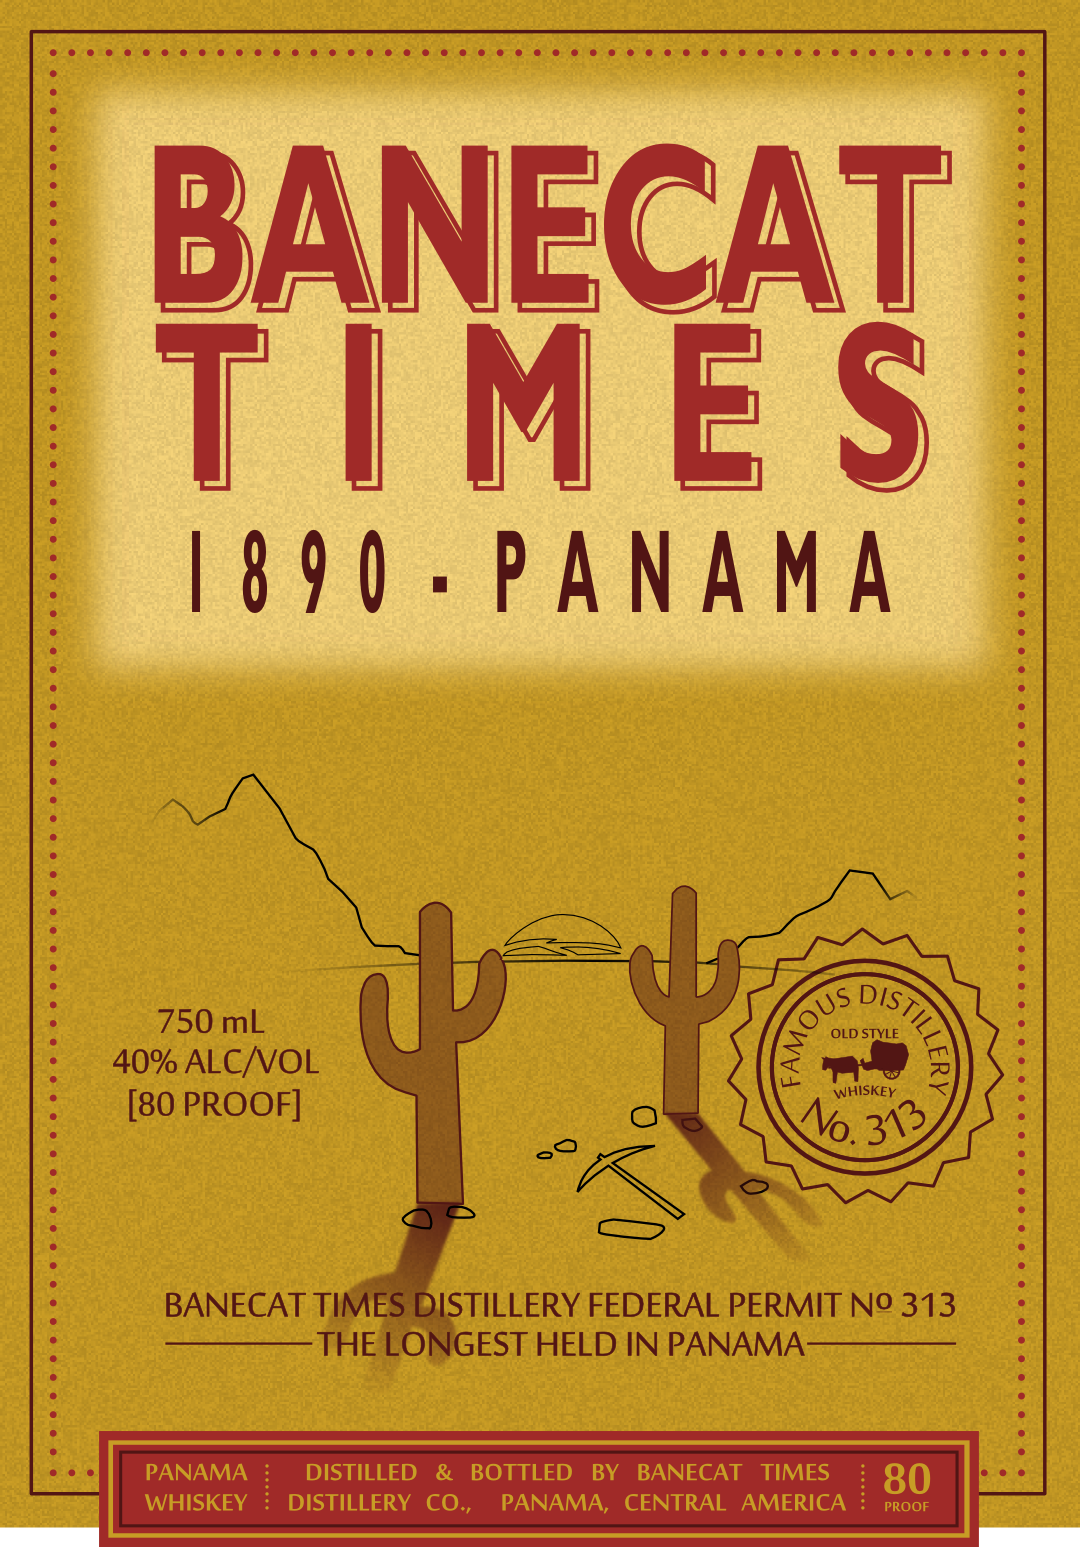 BANECAT
TIMES
1890 - PANAMA
750 mL
40% ALC/VOL
[80 PROOF]
FAMOUS DISTILLERY
OLD STYLE
WHISKEY
No. 313
BANECAT TIMES DISTILLERY FEDERAL PERMIT Nº 313
THE LONGEST HELD IN PANAMA
PANAMA
WHISKEY
DISTILLED & BOTTLED BY BANECAT TIMES
DISTILLERY CO., PANAMA, CENTRAL AMERICA
80
PROOF